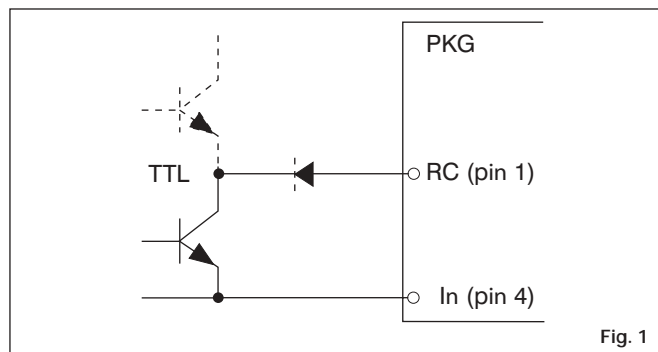 PKG
TTL
RC (pin 1)
In (pin 4)
Fig. 1